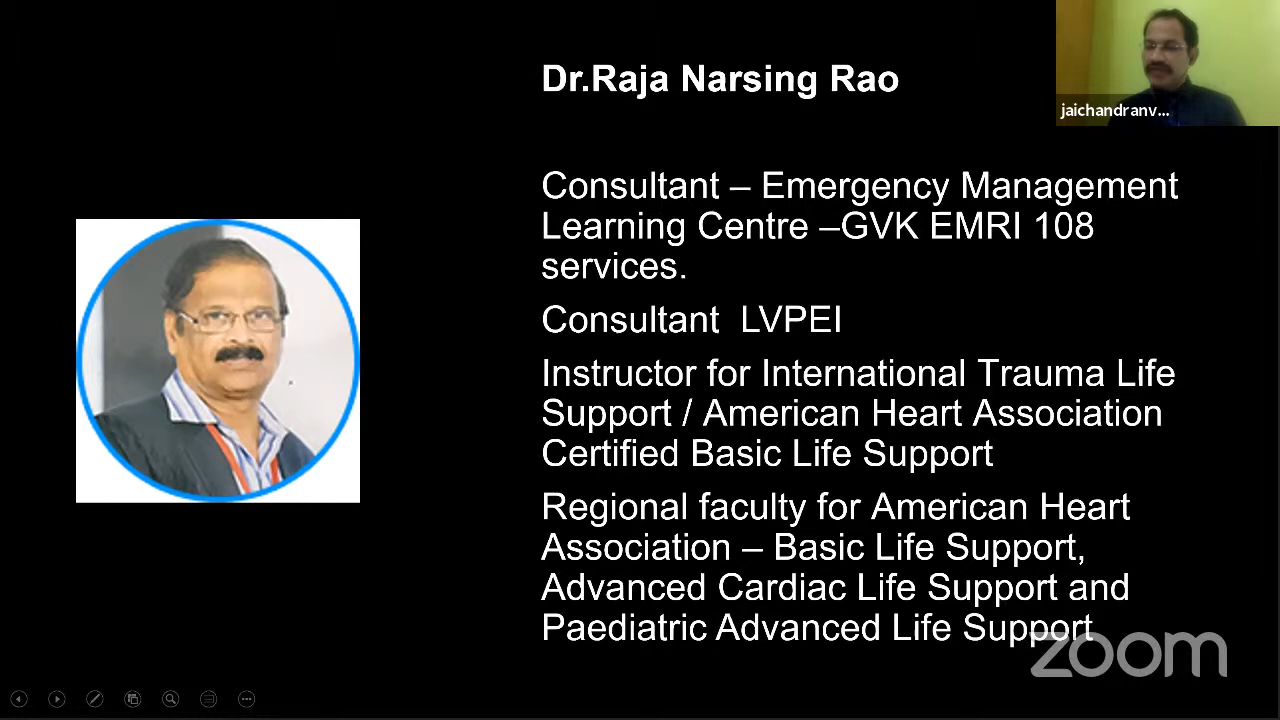 Dr.Raja Narsing Rao
jaichandranv...
Consultant – Emergency Management
Learning Centre –GVK EMRI 108
services.
Consultant  LVPEI
Instructor for International Trauma Life
Support / American Heart Association
Certified Basic Life Support
Regional faculty for American Heart
Association – Basic Life Support,
Advanced Cardiac Life Support and
Paediatric Advanced Life Support
zoom